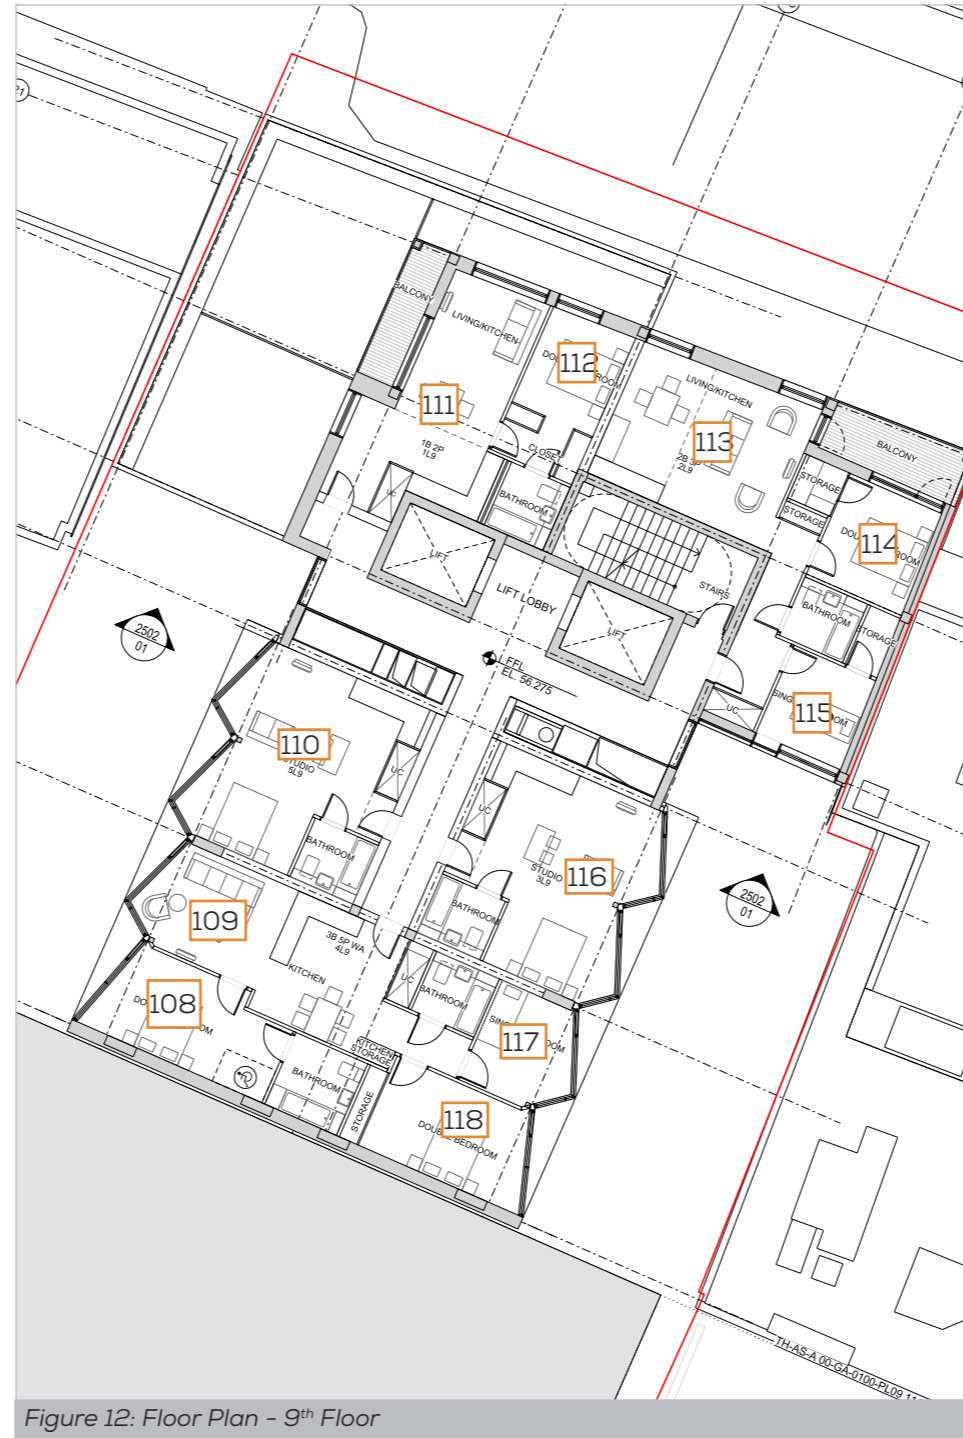 BALCONY
LIVING/KITCHEN
112
111
1B 2P
1L9
CLOSET
UC
BATHROOM
LIVING/KITCHEN
113
2L9
BALCONY
STORAGE
STORAGE
114
BATHROOM
STORAGE
115
UC
STAIRS
LIFT
LIFT LOBBY
LIFT
FFL
EL. 56.275
2502
01
110
STUDIO
5L9
UC
BATHROOM
UC
116
STUDIO
3L9
BATHROOM
2502
01
109
3B 5P WA
4L9
KITCHEN
UC
BATHROOM
108
117
KITCHEN
STORAGE
BATHROOM
STORAGE
118
DOUBLE BEDROOM
Figure 12: Floor Plan - 9th Floor